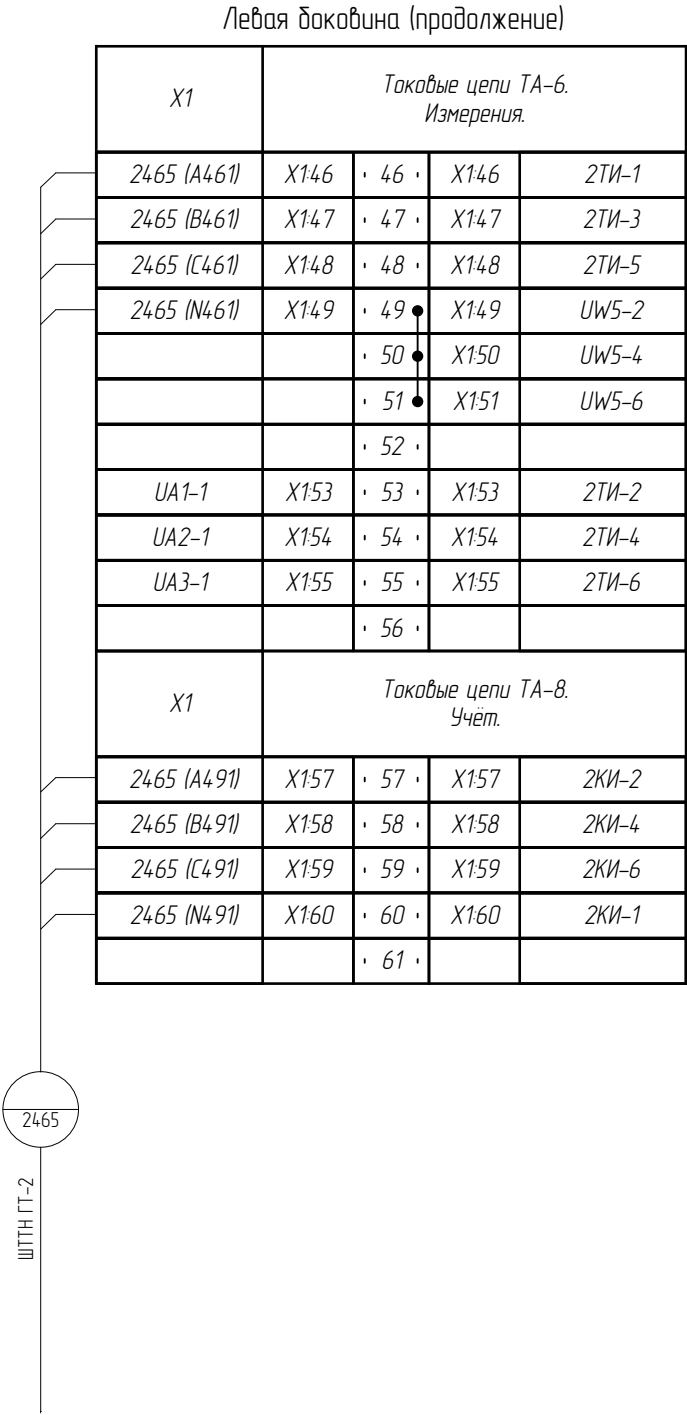 Левая боковина (продолжение)
X1
Токовые цепи ТА-6.
Измерения.
2465 (A461) X1:46 46 X1:46 2ТИ-1
2465 (B461) X1:47 47 X1:47 2ТИ-3
2465 (C461) X1:48 48 X1:48 2ТИ-5
2465 (N461) X1:49 49 X1:49 UW5-2
50 X1:50 UW5-4
51 X1:51 UW5-6
52
UA1-1 X1:53 53 X1:53 2ТИ-2
UA2-1 X1:54 54 X1:54 2ТИ-4
UA3-1 X1:55 55 X1:55 2ТИ-6
56
X1
Токовые цепи ТА-8.
Учёт.
2465 (A491) X1:57 57 X1:57 2КИ-2
2465 (B491) X1:58 58 X1:58 2КИ-4
2465 (C491) X1:59 59 X1:59 2КИ-6
2465 (N491) X1:60 60 X1:60 2КИ-1
61
2465
ШТТН ГТ-2